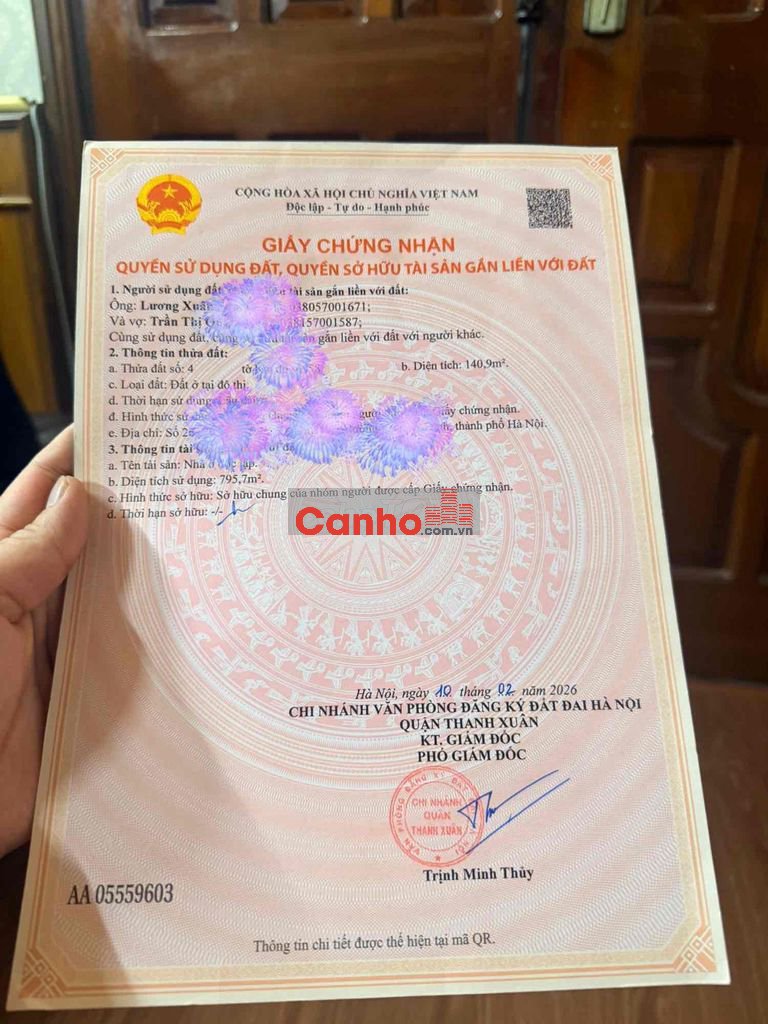 CỘNG HÒA XÃ HỘI CHỦ NGHĨA VIỆT NAM
Độc lập - Tự do - Hạnh phúc
GIẤY CHỨNG NHẬN
QUYỀN SỬ DỤNG ĐẤT, QUYỀN SỞ HỮU TÀI SẢN GẮN LIỀN VỚI ĐẤT
1. Người sử dụng đất tài sản gắn liền với đất:
Ông: Lương Xuân 38057001671;
Và vợ: Trần Thị 8157001587;
Cùng sử dụng đất, cùng gắn liền với đất với người khác.
2. Thông tin thửa đất:
a. Thửa đất số: 4 b. Diện tích: 140,9m².
c. Loại đất: Đất ở tại đô thị.
d. Thời hạn sử dụng:
đ. Hình thức sử Giấy chứng nhận.
e. Địa chỉ: Số thành phố Hà Nội.
3. Thông tin tài
a. Tên tài sản: Nhà ở độc lập.
b. Diện tích sử dụng: 795,7m².
c. Hình thức sở hữu: Sở hữu chung của nhóm người được cấp Giấy chứng nhận.
d. Thời hạn sở hữu: -/-
Canho.com.vn
Hà Nội, ngày 10 tháng 02 năm 2026
CHI NHÁNH VĂN PHÒNG ĐĂNG KÝ ĐẤT ĐAI HÀ NỘI
QUẬN THANH XUÂN
KT. GIÁM ĐỐC
PHÓ GIÁM ĐỐC
CHI NHÁNH
QUẬN
THANH XUÂN
Trịnh Minh Thủy
AA 05559603
Thông tin chi tiết được thể hiện tại mã QR.